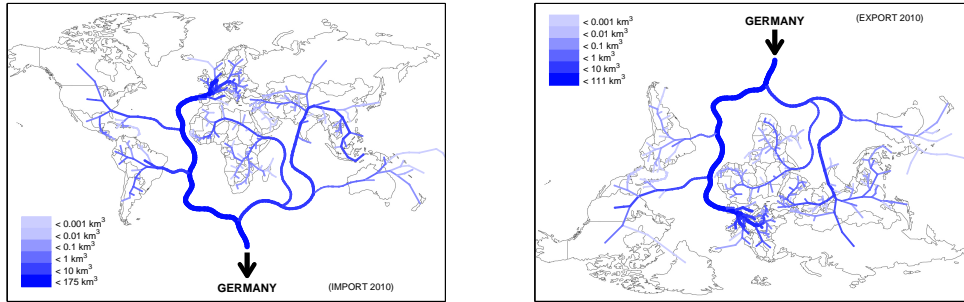 < 0.001 km³
< 0.01 km³
< 0.1 km³
< 1 km³
< 10 km³
< 175 km³
GERMANY
(IMPORT 2010)
GERMANY
(EXPORT 2010)
< 0.001 km³
< 0.01 km³
< 0.1 km³
< 1 km³
< 10 km³
< 111 km³